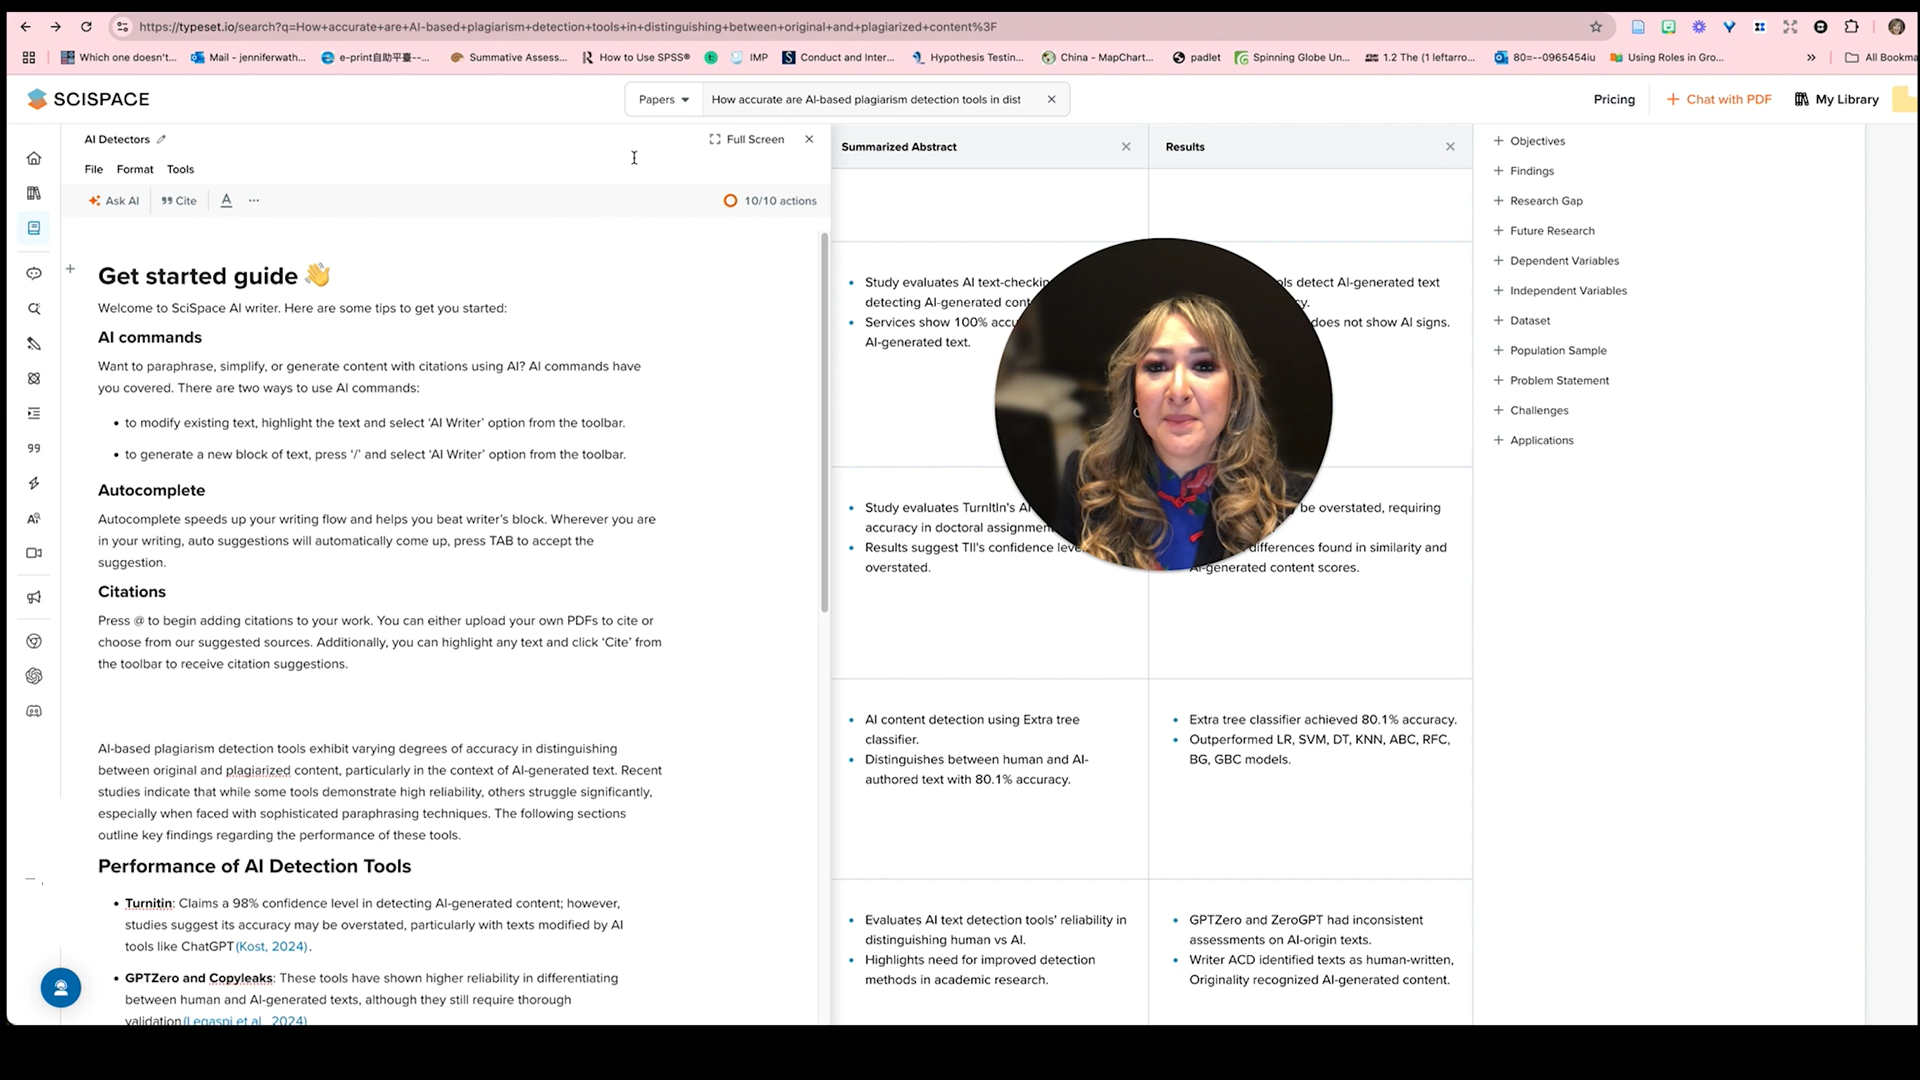 https://typeset.io/search?q=How+accurate+are+AI-based+plagiarism+detection+tools+in+distinguishing+between+original+and+plagiarized+content%3F
Which one doesn't...
Mail - jenniferwath...
e-print自助平臺--...
Summative Assess...
How to Use SPSS®
IMP
Conduct and Inter...
Hypothesis Testin...
China - MapChart...
padlet
Spinning Globe Un...
1.2 The (1 leftarro...
80=--0965454iu
Using Roles in Gro...
»
All Bookma
SCISPACE
Papers
How accurate are AI-based plagiarism detection tools in dist
Pricing
+ Chat with PDF
My Library
AI Detectors
Full Screen
File Format Tools
Ask AI
Cite
A
...
10/10 actions
Get started guide 👋
Welcome to SciSpace AI writer. Here are some tips to get you started:
AI commands
Want to paraphrase, simplify, or generate content with citations using AI? AI commands have
you covered. There are two ways to use AI commands:
• to modify existing text, highlight the text and select ‘AI Writer’ option from the toolbar.
• to generate a new block of text, press ‘/’ and select ‘AI Writer’ option from the toolbar.
Autocomplete
Autocomplete speeds up your writing flow and helps you beat writer’s block. Wherever you are
in your writing, auto suggestions will automatically come up, press TAB to accept the
suggestion.
Citations
Press @ to begin adding citations to your work. You can either upload your own PDFs to cite or
choose from our suggested sources. Additionally, you can highlight any text and click ‘Cite’ from
the toolbar to receive citation suggestions.
AI-based plagiarism detection tools exhibit varying degrees of accuracy in distinguishing
between original and plagiarized content, particularly in the context of AI-generated text. Recent
studies indicate that while some tools demonstrate high reliability, others struggle significantly,
especially when faced with sophisticated paraphrasing techniques. The following sections
outline key findings regarding the performance of these tools.
Performance of AI Detection Tools
• Turnitin: Claims a 98% confidence level in detecting AI-generated content; however,
studies suggest its accuracy may be overstated, particularly with texts modified by AI
tools like ChatGPT (Kost, 2024).
• GPTZero and Copyleaks: These tools have shown higher reliability in differentiating
between human and AI-generated texts, although they still require thorough
validation (Legaspi et al., 2024)
Summarized Abstract
• Study evaluates AI text-checkin
detecting AI-generated cont
• Services show 100% accu
AI-generated text.
• Study evaluates TurnItIn's AI
accuracy in doctoral assignmen
• Results suggest TII's confidence leve
overstated.
• AI content detection using Extra tree
classifier.
• Distinguishes between human and AI-
authored text with 80.1% accuracy.
• Evaluates AI text detection tools' reliability in
distinguishing human vs AI.
• Highlights need for improved detection
methods in academic research.
Results
ols detect AI-generated text
cy.
does not show AI signs.
be overstated, requiring
differences found in similarity and
AI-generated content scores.
• Extra tree classifier achieved 80.1% accuracy.
• Outperformed LR, SVM, DT, KNN, ABC, RFC,
BG, GBC models.
• GPTZero and ZeroGPT had inconsistent
assessments on AI-origin texts.
• Writer ACD identified texts as human-written,
Originality recognized AI-generated content.
+ Objectives
+ Findings
+ Research Gap
+ Future Research
+ Dependent Variables
+ Independent Variables
+ Dataset
+ Population Sample
+ Problem Statement
+ Challenges
+ Applications